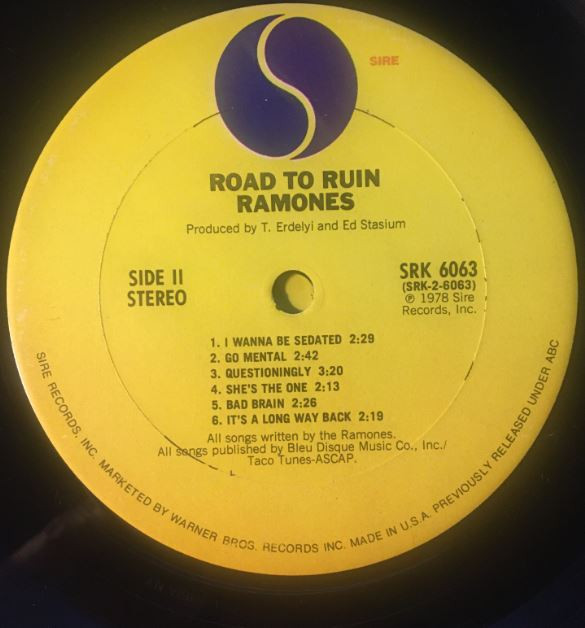 SIRE
ROAD TO RUIN
RAMONES
Produced by T. Erdelyi and Ed Stasium
SIDE II
STEREO
SRK 6063
(SRK-2-6063)
℗ 1978 Sire
Records, Inc.
1. I WANNA BE SEDATED 2:29
2. GO MENTAL 2:42
3. QUESTIONINGLY 3:20
4. SHE'S THE ONE 2:13
5. BAD BRAIN 2:26
6. IT'S A LONG WAY BACK 2:19
All songs written by the Ramones.
All songs published by Bleu Disque Music Co., Inc./
Taco Tunes-ASCAP.
SIRE RECORDS, INC. MARKETED BY WARNER BROS. RECORDS INC. MADE IN U.S.A. PREVIOUSLY RELEASED UNDER ABC